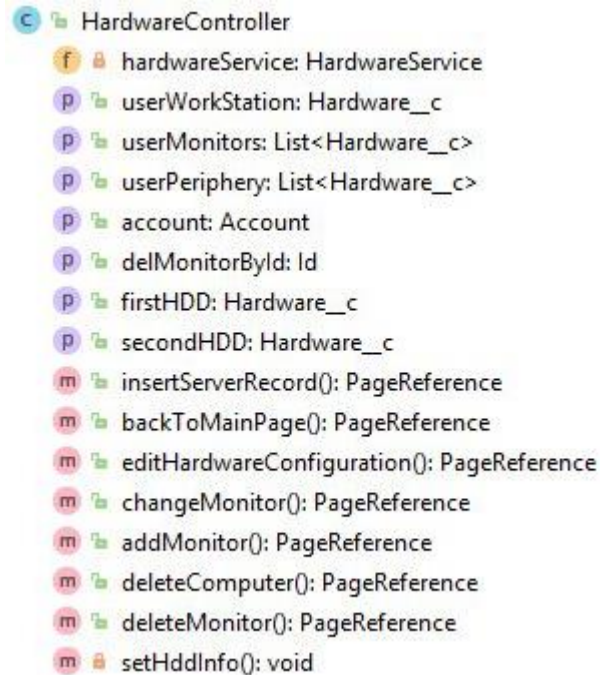 C HardwareController
f hardwareService: HardwareService
p userWorkStation: Hardware__c
p userMonitors: List<Hardware__c>
p userPeriphery: List<Hardware__c>
p account: Account
p delMonitorById: Id
p firstHDD: Hardware__c
p secondHDD: Hardware__c
m insertServerRecord(): PageReference
m backToMainPage(): PageReference
m editHardwareConfiguration(): PageReference
m changeMonitor(): PageReference
m addMonitor(): PageReference
m deleteComputer(): PageReference
m deleteMonitor(): PageReference
m setHddInfo(): void